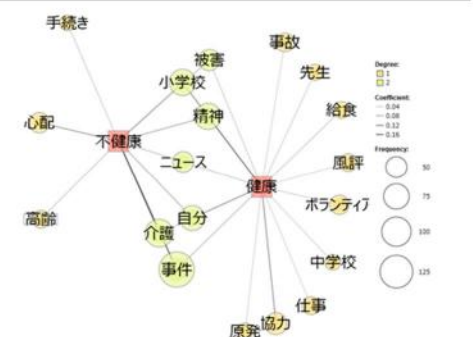 手続き
被害
事故
小学校
先生
精神
給食
心配
不健康
ニュース
風評
健康
ボランティア
高齢
自分
介護
事件
中学校
仕事
協力
原発
Degree:
1
2
Coefficient:
0.04
0.08
0.12
0.16
Frequency:
50
75
100
125